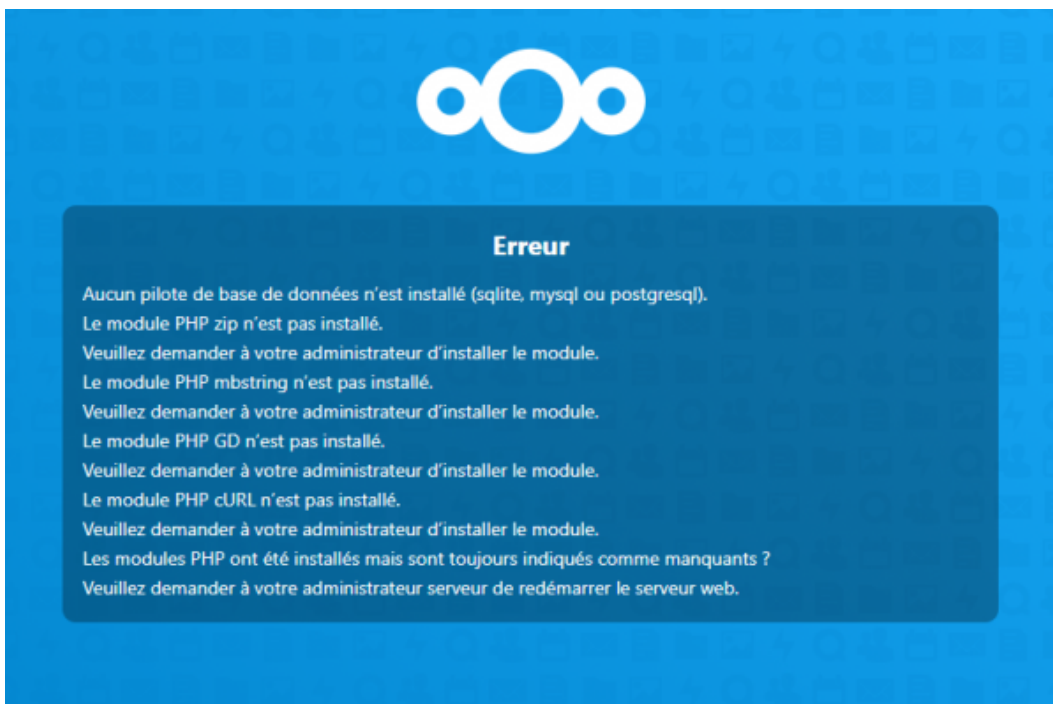 Erreur
Aucun pilote de base de données n’est installé (sqlite, mysql ou postgresql).
Le module PHP zip n’est pas installé.
Veuillez demander à votre administrateur d’installer le module.
Le module PHP mbstring n’est pas installé.
Veuillez demander à votre administrateur d’installer le module.
Le module PHP GD n’est pas installé.
Veuillez demander à votre administrateur d’installer le module.
Le module PHP cURL n’est pas installé.
Veuillez demander à votre administrateur d’installer le module.
Les modules PHP ont été installés mais sont toujours indiqués comme manquants ?
Veuillez demander à votre administrateur serveur de redémarrer le serveur web.